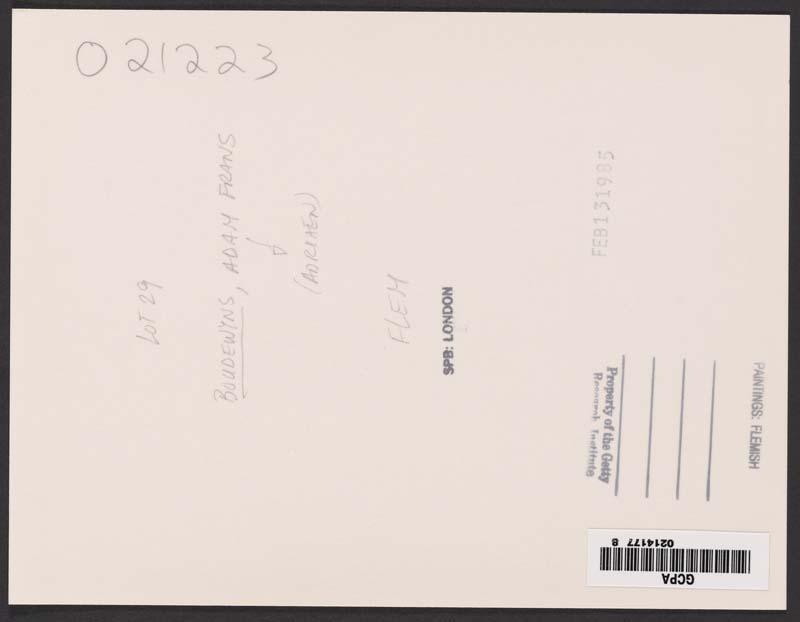 021223
LOT 29
BOUDEWYNS, ADAM FRANS
(ADRIAEN)
FLEM
SPB: LONDON
FEB 13 1985
Property of the Getty
Research Institute
PAINTINGS: FLEMISH
GCPA
0214177 8